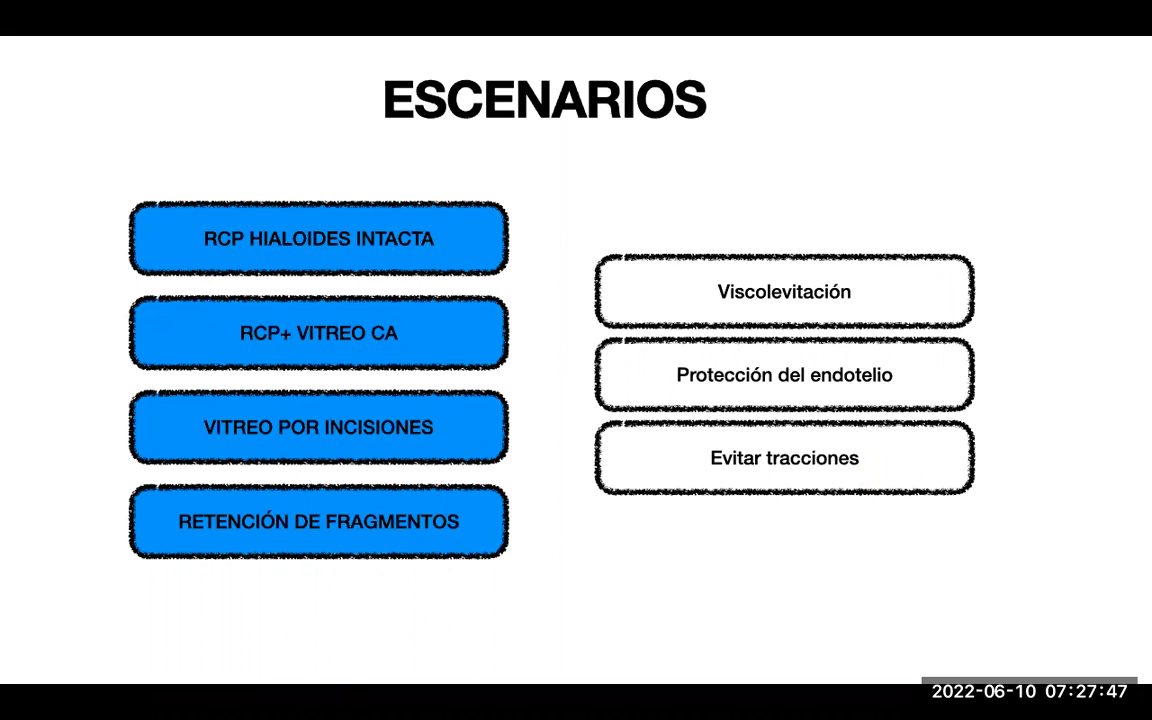 ESCENARIOS
RCP HIALOIDES INTACTA
RCP+ VITREO CA
VITREO POR INCISIONES
RETENCIÓN DE FRAGMENTOS
Viscolevitación
Protección del endotelio
Evitar tracciones
2022-06-10 07:27:47